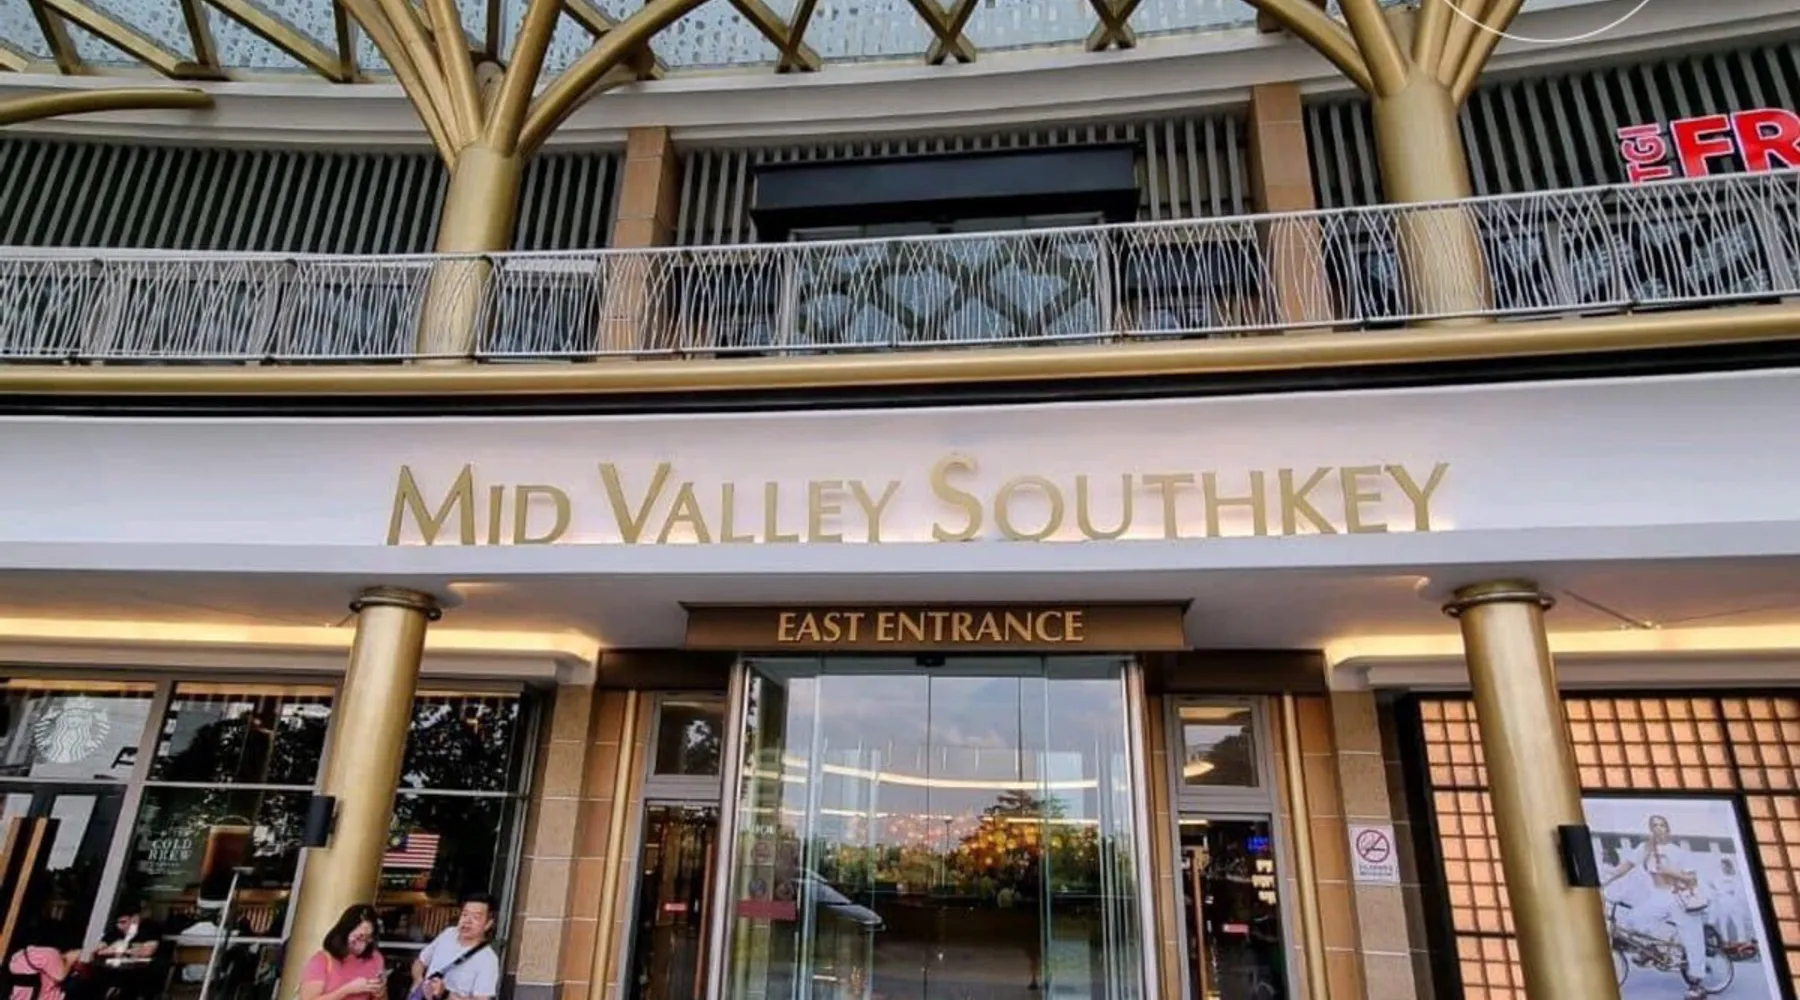 TGI FR
MID VALLEY SOUTHKEY
EAST ENTRANCE
COLD
BREW